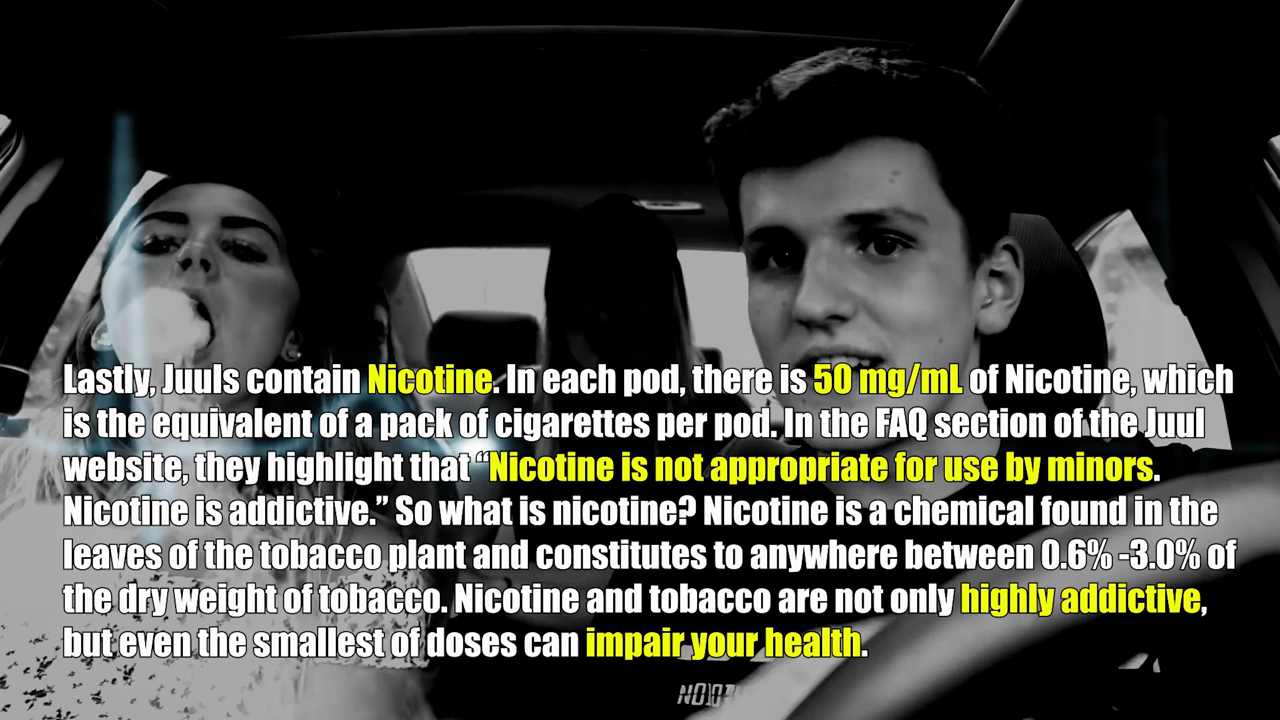 Lastly, Juuls contain Nicotine. In each pod, there is 50 mg/mL of Nicotine, which
is the equivalent of a pack of cigarettes per pod. In the FAQ section of the Juul
website, they highlight that “Nicotine is not appropriate for use by minors.
Nicotine is addictive.” So what is nicotine? Nicotine is a chemical found in the
leaves of the tobacco plant and constitutes to anywhere between 0.6% -3.0% of
the dry weight of tobacco. Nicotine and tobacco are not only highly addictive,
but even the smallest of doses can impair your health.